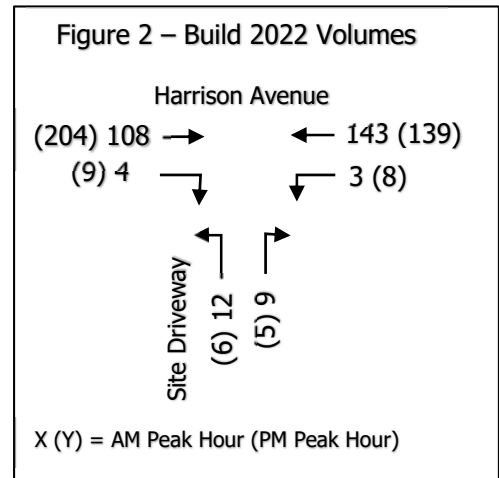 Figure 2 – Build 2022 Volumes
Harrison Avenue
(204) 108
143 (139)
(9) 4
3 (8)
Site Driveway
(6) 12
(5) 9
X (Y) = AM Peak Hour (PM Peak Hour)